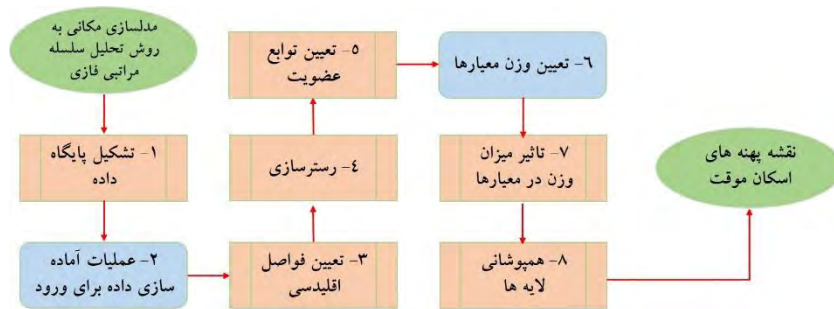 مدلسازی مکانی به
روش تحلیل سلسله
مراتبی فازی
۱- تشکیل پایگاه
داده
۲- عملیات آماده
سازی داده برای ورود
۳- تعیین فواصل
اقلیدسی
۴- رسترسازی
۵- تعیین توابع
عضویت
۶- تعیین وزن معیارها
۷- تاثیر میزان
وزن در معیارها
۸- همپوشانی
لایه ها
نقشه پهنه های
اسکان موقت